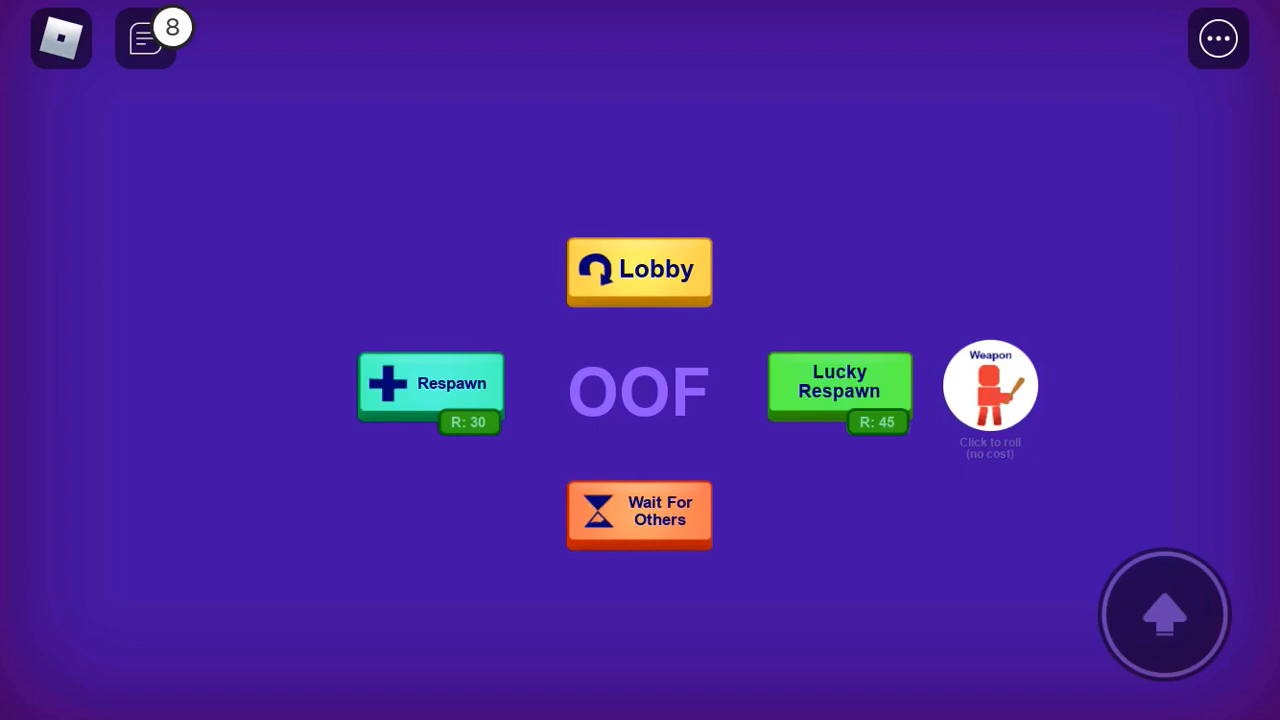 8
Lobby
Respawn
R: 30
OOF
Lucky
Respawn
R: 45
Weapon
Click to roll
(no cost)
Wait For
Others